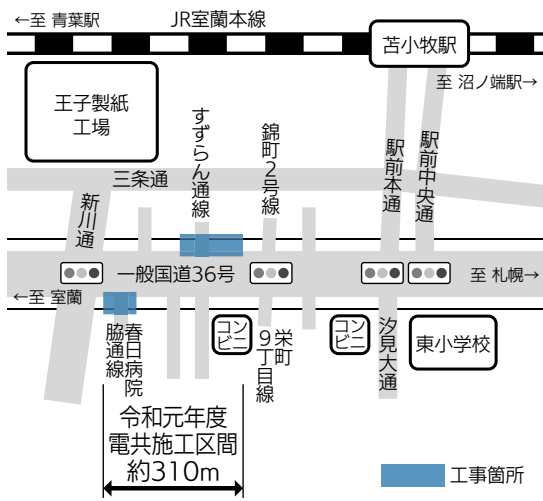 ←至 青葉駅
JR室蘭本線
苫小牧駅
至 沼ノ端駅→
王子製紙
工場
すずらん通線
錦町2号線
駅前本通
駅前中央通
三条通
新川通
一般国道36号
至 札幌→
←至 室蘭
春日病院
脇通線
コン
ビニ
栄町
9丁目線
コン
ビニ
汐見大通
東小学校
令和元年度
電共施工区間
約310m
工事箇所